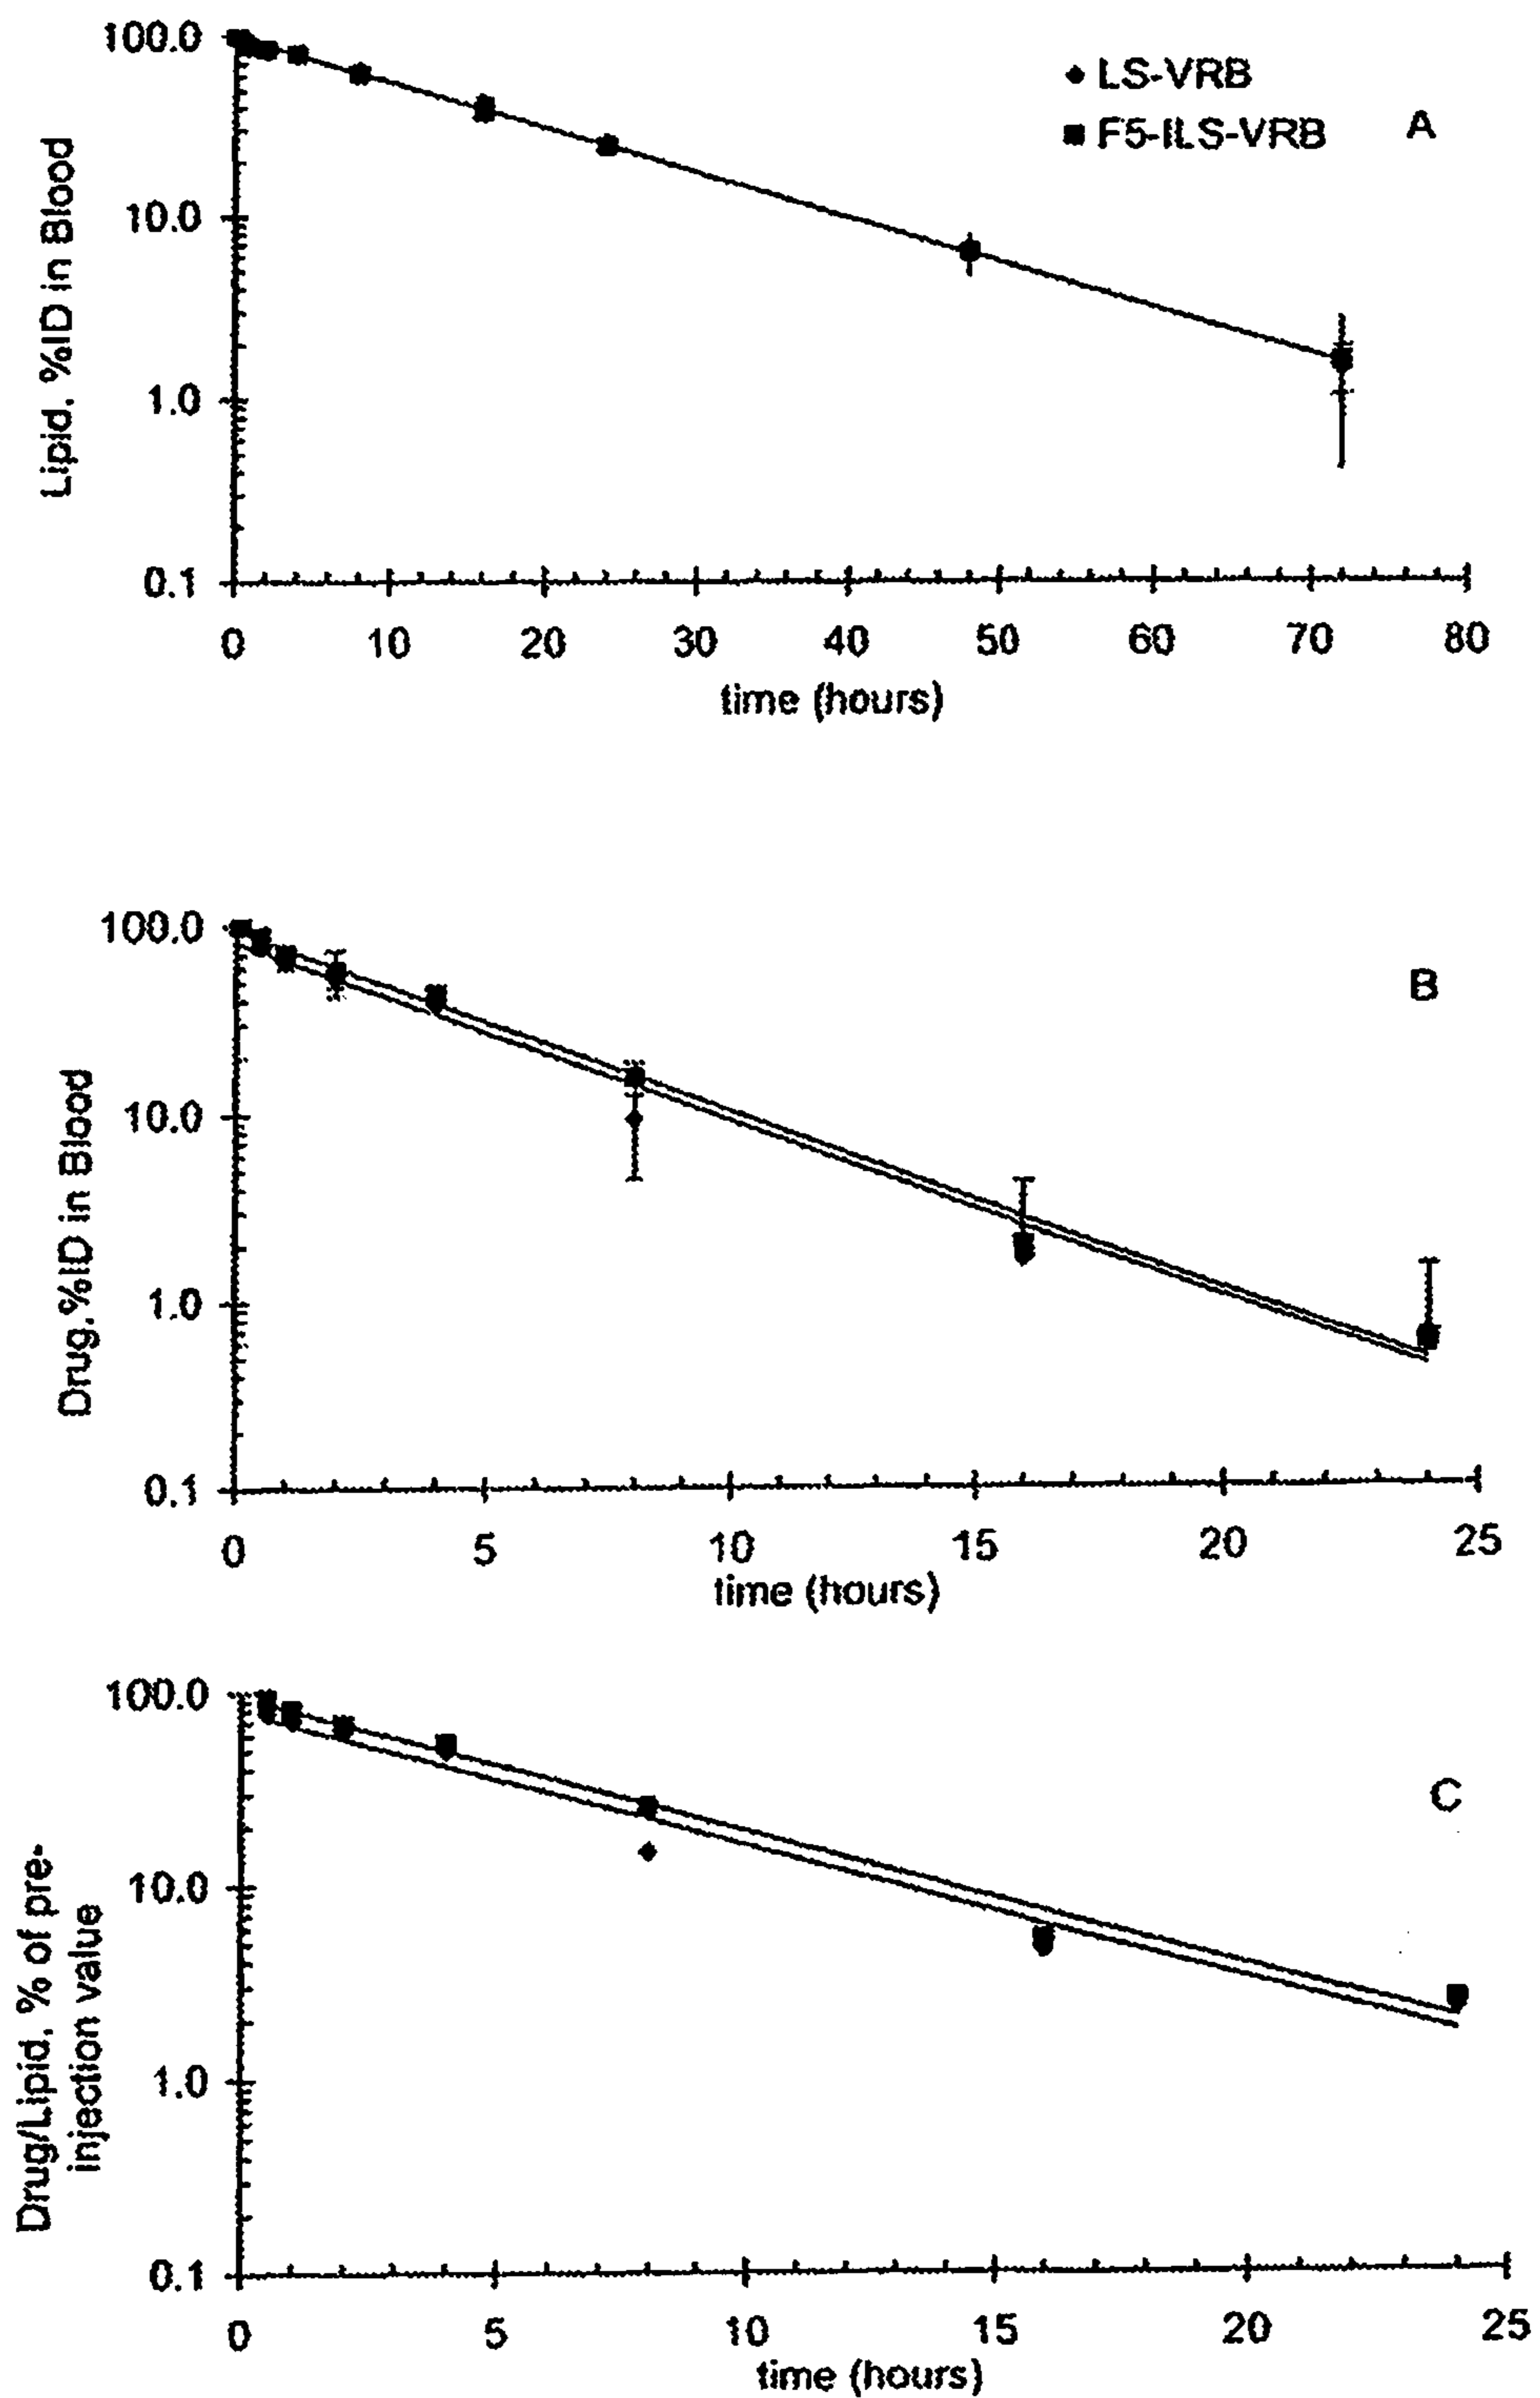 100.0
LS-VRB
F5-ILS-VRB
A
Lipid, %ID in Blood
10.0
1.0
0.1
0 10 20 30 40 50 60 70 80
time (hours)
100.0
B
Drug,%ID in Blood
10.0
1.0
0.1
0 5 10 15 20 25
time (hours)
100.0
C
Drug/Lipid, % of pre-
injection value
10.0
1.0
0.1
0 5 10 15 20 25
time (hours)